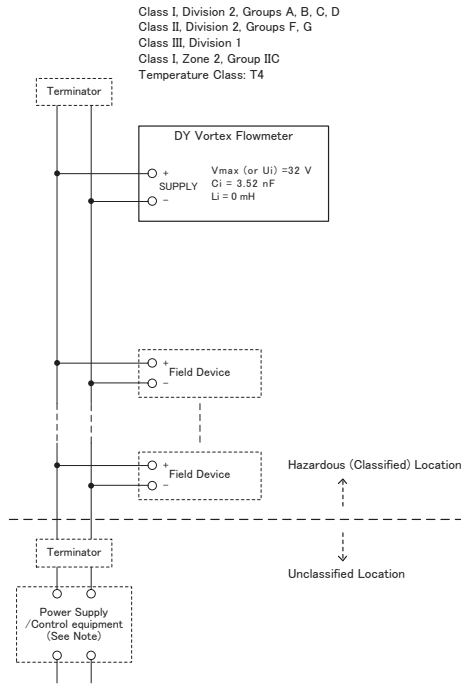 Class I, Division 2, Groups A, B, C, D
Class II, Division 2, Groups F, G
Class III, Division 1
Class I, Zone 2, Group IIC
Temperature Class: T4
Terminator
DY Vortex Flowmeter
+
SUPPLY
−
Vmax (or Ui) =32 V
Ci = 3.52 nF
Li = 0 mH
+
Field Device
−
+
Field Device
−
Hazardous (Classified) Location
Unclassified Location
Terminator
Power Supply
/Control equipment
(See Note)